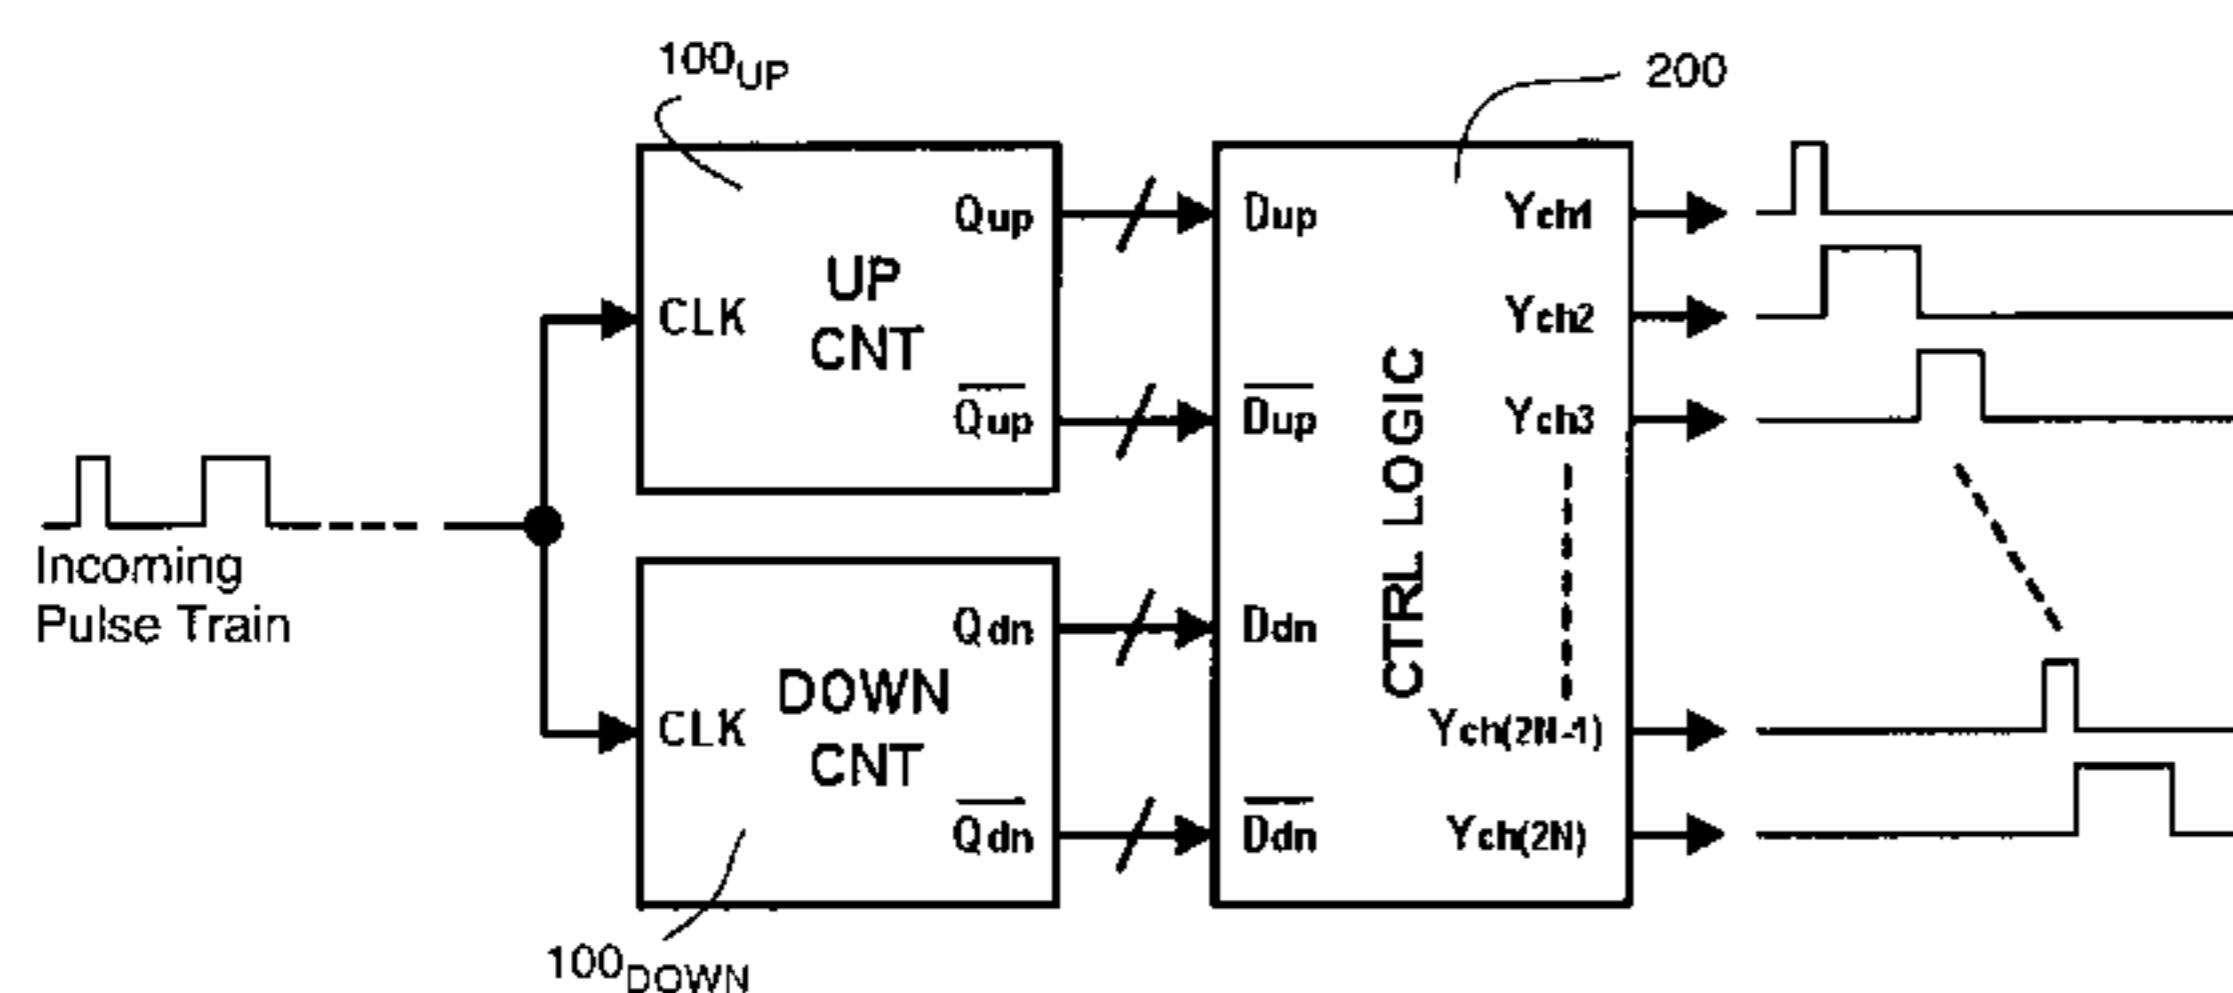 100UP
200
Qup
Dup
Ych1
UP
CNT
CLK
Ych2
Qup
Dup
Ych3
CTRL LOGIC
Incoming
Pulse Train
Qdn
Ddn
DOWN
CNT
CLK
Ych(2N-1)
Qdn
Ddn
Ych(2N)
100DOWN